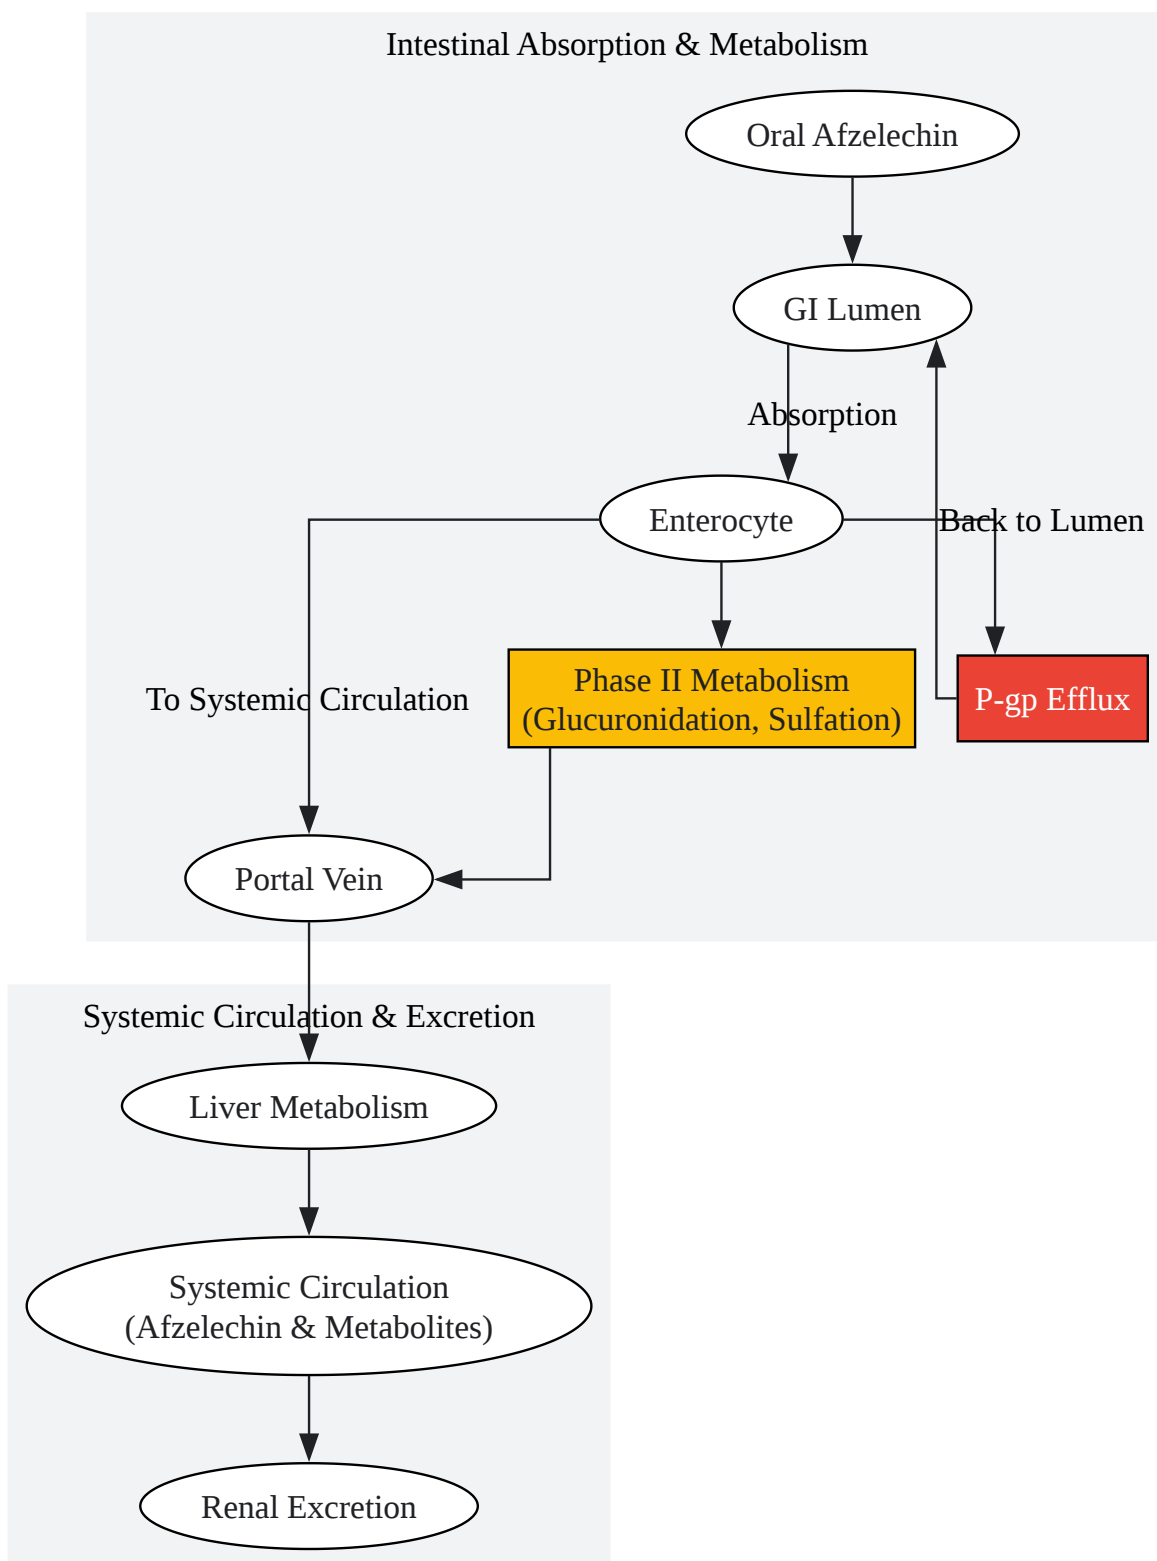 Intestinal Absorption & Metabolism
Oral Afzelechin
GI Lumen
Absorption
Enterocyte
Back to Lumen
Phase II Metabolism
(Glucuronidation, Sulfation)
P-gp Efflux
To Systemic Circulation
Portal Vein
Systemic Circulation & Excretion
Liver Metabolism
Systemic Circulation
(Afzelechin & Metabolites)
Renal Excretion